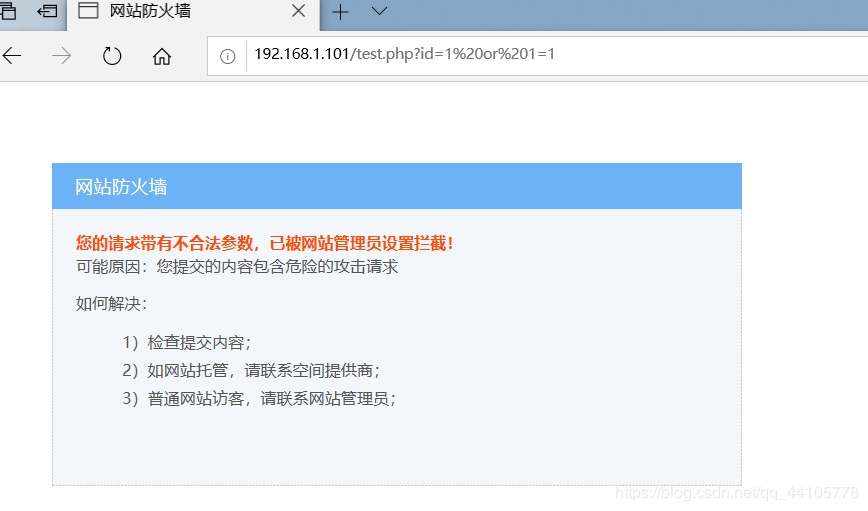 网站防火墙
192.168.1.101/test.php?id=1%20or%201=1
网站防火墙
您的请求带有不合法参数，已被网站管理员设置拦截！
可能原因：您提交的内容包含危险的攻击请求
如何解决：
1）检查提交内容；
2）如网站托管，请联系空间提供商；
3）普通网站访客，请联系网站管理员；
https://blog.csdn.net/qq_44105778